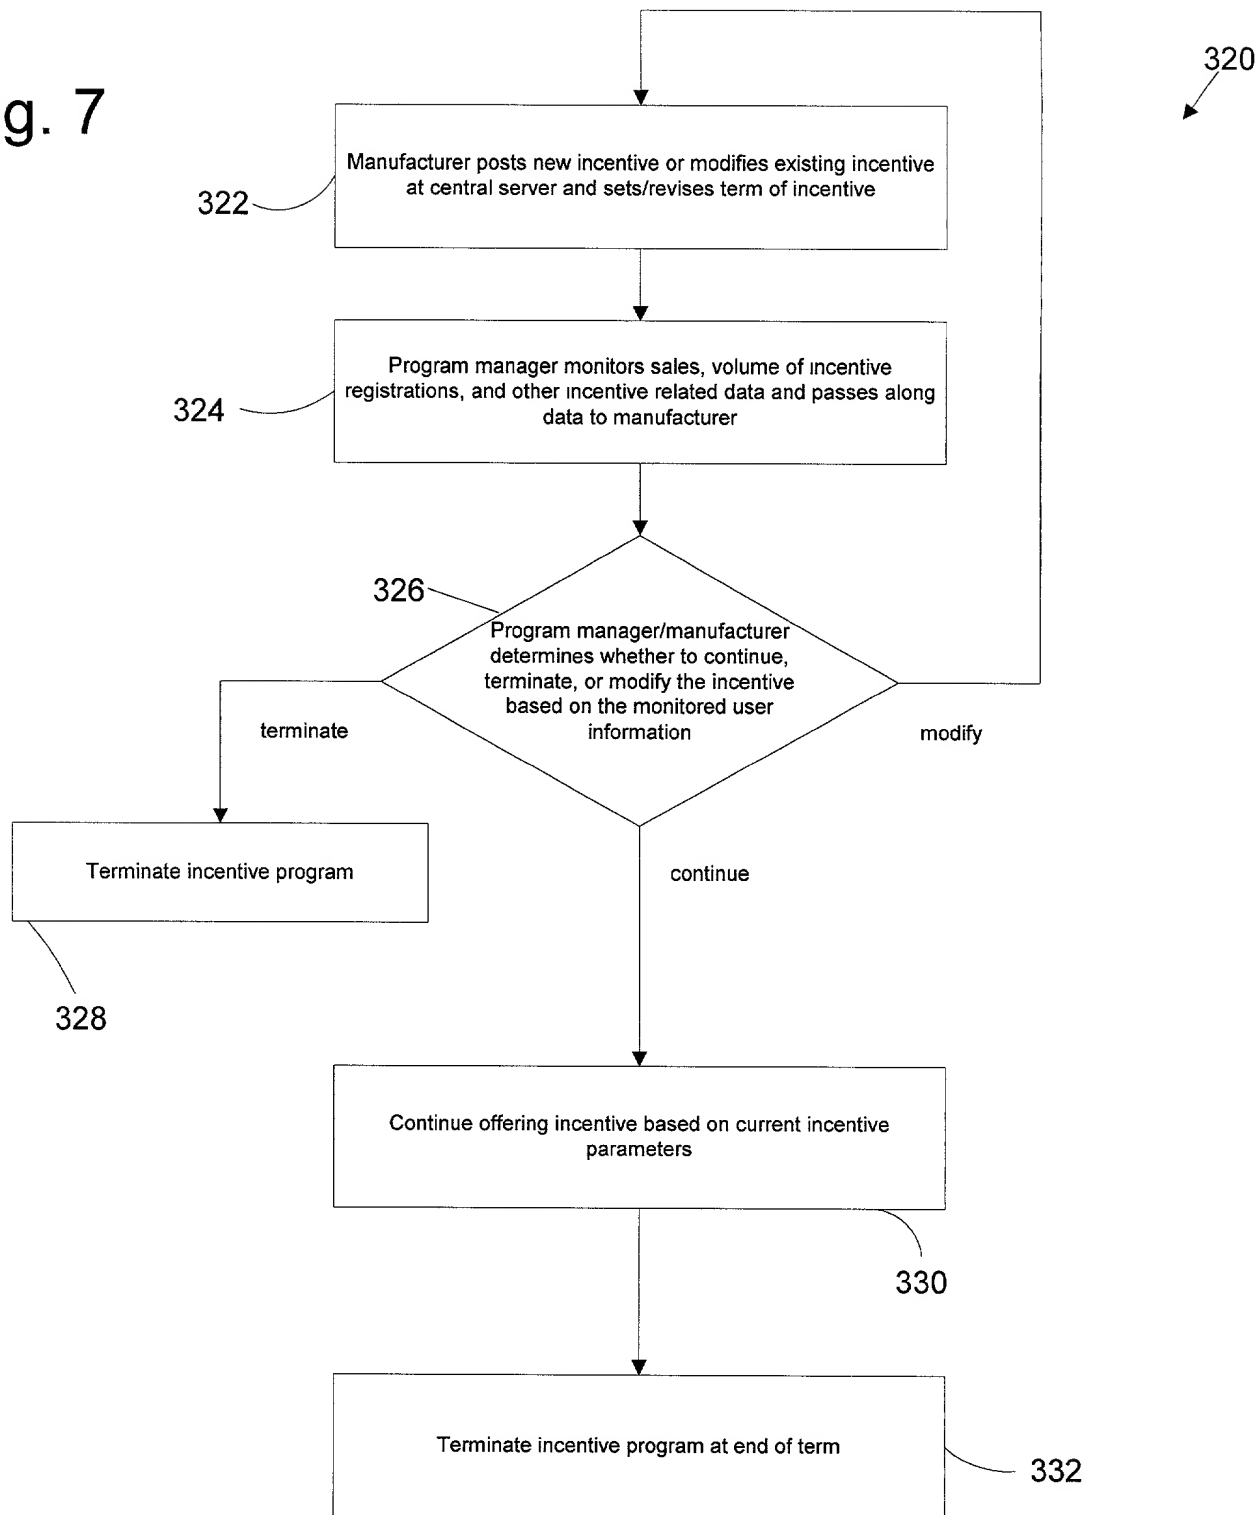 320
g. 7
Manufacturer posts new incentive or modifies existing incentive
at central server and sets/revises term of incentive
322
Program manager monitors sales, volume of incentive
registrations, and other incentive related data and passes along
data to manufacturer
324
326
Program manager/manufacturer
determines whether to continue,
terminate, or modify the incentive
based on the monitored user
information
terminate
modify
Terminate incentive program
continue
328
Continue offering incentive based on current incentive
parameters
330
Terminate incentive program at end of term
332